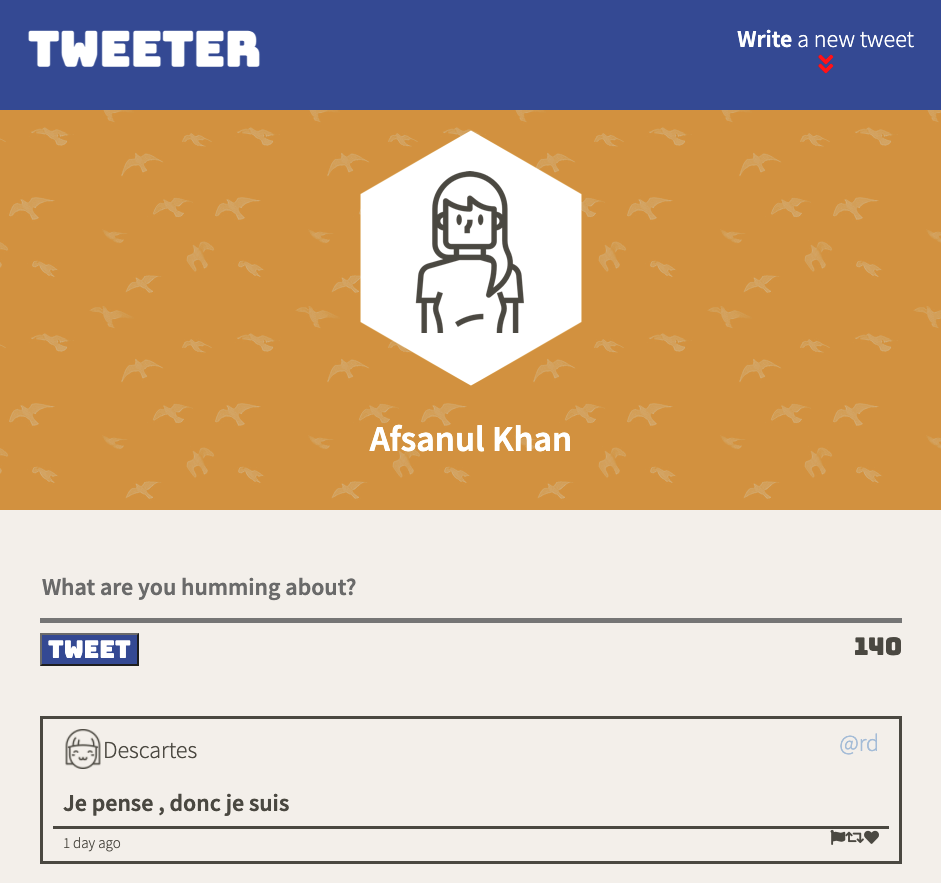 TWEETER
Write a new tweet
Afsanul Khan
What are you humming about?
TWEET
140
Descartes
@rd
Je pense , donc je suis
1 day ago